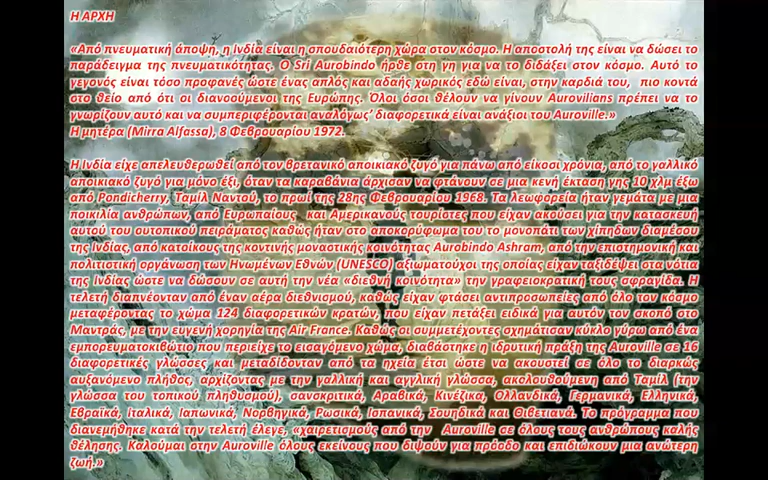 Η ΑΡΧΗ
«Από πνευματική άποψη, η Ινδία είναι η σπουδαιότερη χώρα στον κόσμο. Η αποστολή της είναι να δώσει το
παράδειγμα της πνευματικότητας. Ο Sri Aurobindo ήρθε στη γη για να το διδάξει στον κόσμο. Αυτό το
γεγονός είναι τόσο προφανές ώστε ένας απλός και αδαής χωρικός εδώ είναι, στην καρδιά του, πιο κοντά
στο θείο από ότι οι διανοούμενοι της Ευρώπης. Όλοι όσοι θέλουν να γίνουν Aurovilians πρέπει να το
γνωρίζουν αυτό και να συμπεριφέρονται αναλόγως' διαφορετικά είναι ανάξιοι του Auroville.»
Η μητέρα (Mirra Alfassa), 8 Φεβρουαρίου 1972.
Η Ινδία είχε απελευθερωθεί από τον βρετανικό αποικιακό ζυγό για πάνω από είκοσι χρόνια, από το γαλλικό
αποικιακό ζυγό για μόνο έξι, όταν τα καραβάνια άρχισαν να φτάνουν σε μια κενή έκταση γης 10 χλμ έξω
από Pondicherry, Ταμίλ Ναντού, το πρωί της 28ης Φεβρουαρίου 1968. Τα λεωφορεία ήταν γεμάτα με μια
ποικιλία ανθρώπων, από Ευρωπαίους και Αμερικανούς τουρίστες που είχαν ακούσει για την κατασκευή
αυτού του ουτοπικού πειράματος καθώς ήταν στο αποκορύφωμα του το μονοπάτι των χίπηδων διαμέσου
της Ινδίας, από κατοίκους της κοντινής μοναστικής κοινότητας Aurobindo Ashram, από την επιστημονική και
πολιτιστική οργάνωση των Ηνωμένων Εθνών (UNESCO) αξιωματούχοι της οποίας είχαν ταξιδέψει στα νότια
της Ινδίας ώστε να δώσουν σε αυτή την νέα «διεθνή κοινότητα» την γραφειοκρατική τους σφραγίδα. Η
τελετή διαπνέονταν από έναν αέρα διεθνισμού, καθώς είχαν φτάσει αντιπροσωπείες από όλο τον κόσμο
μεταφέροντας το χώμα 124 διαφορετικών κρατών, που είχαν πετάξει ειδικά για αυτόν τον σκοπό στο
Μαντράς, με την ευγενή χορηγία της Air France. Καθώς οι συμμετέχοντες σχημάτισαν κύκλο γύρω από ένα
εμπορευματοκιβώτιο που περιείχε το εισαγόμενο χώμα, διαβάστηκε η ιδρυτική πράξη της Auroville σε 16
διαφορετικές γλώσσες και μεταδίδονταν από τα ηχεία έτσι ώστε να ακουστεί σε όλο το διαρκώς
αυξανόμενο πλήθος, αρχίζοντας με την γαλλική και αγγλική γλώσσα, ακολουθούμενη από Ταμίλ (την
γλώσσα του τοπικού πληθυσμού), σανσκριτικά, Αραβικά, Κινέζικα, Ολλανδικά, Γερμανικά, Ελληνικά,
Εβραϊκά, Ιταλικά, Ιαπωνικά, Νορβηγικά, Ρωσικά, Ισπανικά, Σουηδικά και Θιβετιανά. Το πρόγραμμα που
διανεμήθηκε κατά την τελετή έλεγε, «χαιρετισμούς από την Auroville σε όλους τους ανθρώπους καλής
θέλησης. Καλούμαι στην Auroville όλους εκείνους που διψούν για πρόοδο και επιδιώκουν μια ανώτερη
ζωή.»